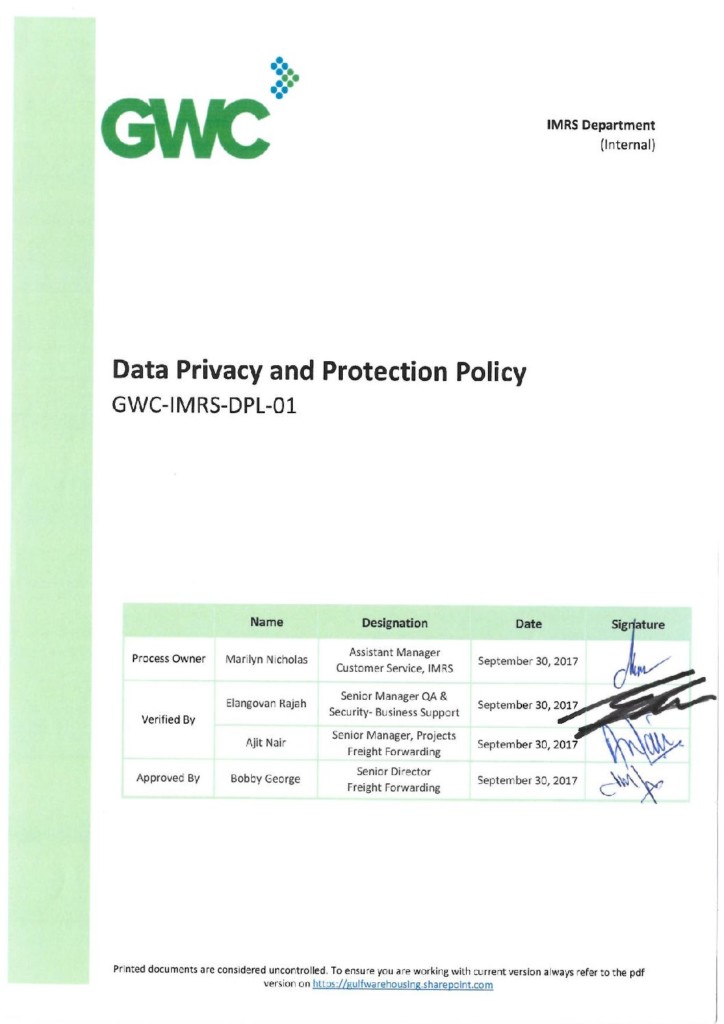 GWC
IMRS Department
(Internal)
Data Privacy and Protection Policy
GWC-IMRS-DPL-01
Name Designation Date Signature
Process Owner Marilyn Nicholas Assistant Manager
Customer Service, IMRS September 30, 2017
Verified By Elangovan Rajah Senior Manager QA &
Security- Business Support September 30, 2017
Ajit Nair Senior Manager, Projects
Freight Forwarding September 30, 2017
Approved By Bobby George Senior Director
Freight Forwarding September 30, 2017
Printed documents are considered uncontrolled. To ensure you are working with current version always refer to the pdf
version on https://gulfwarehousing.sharepoint.com